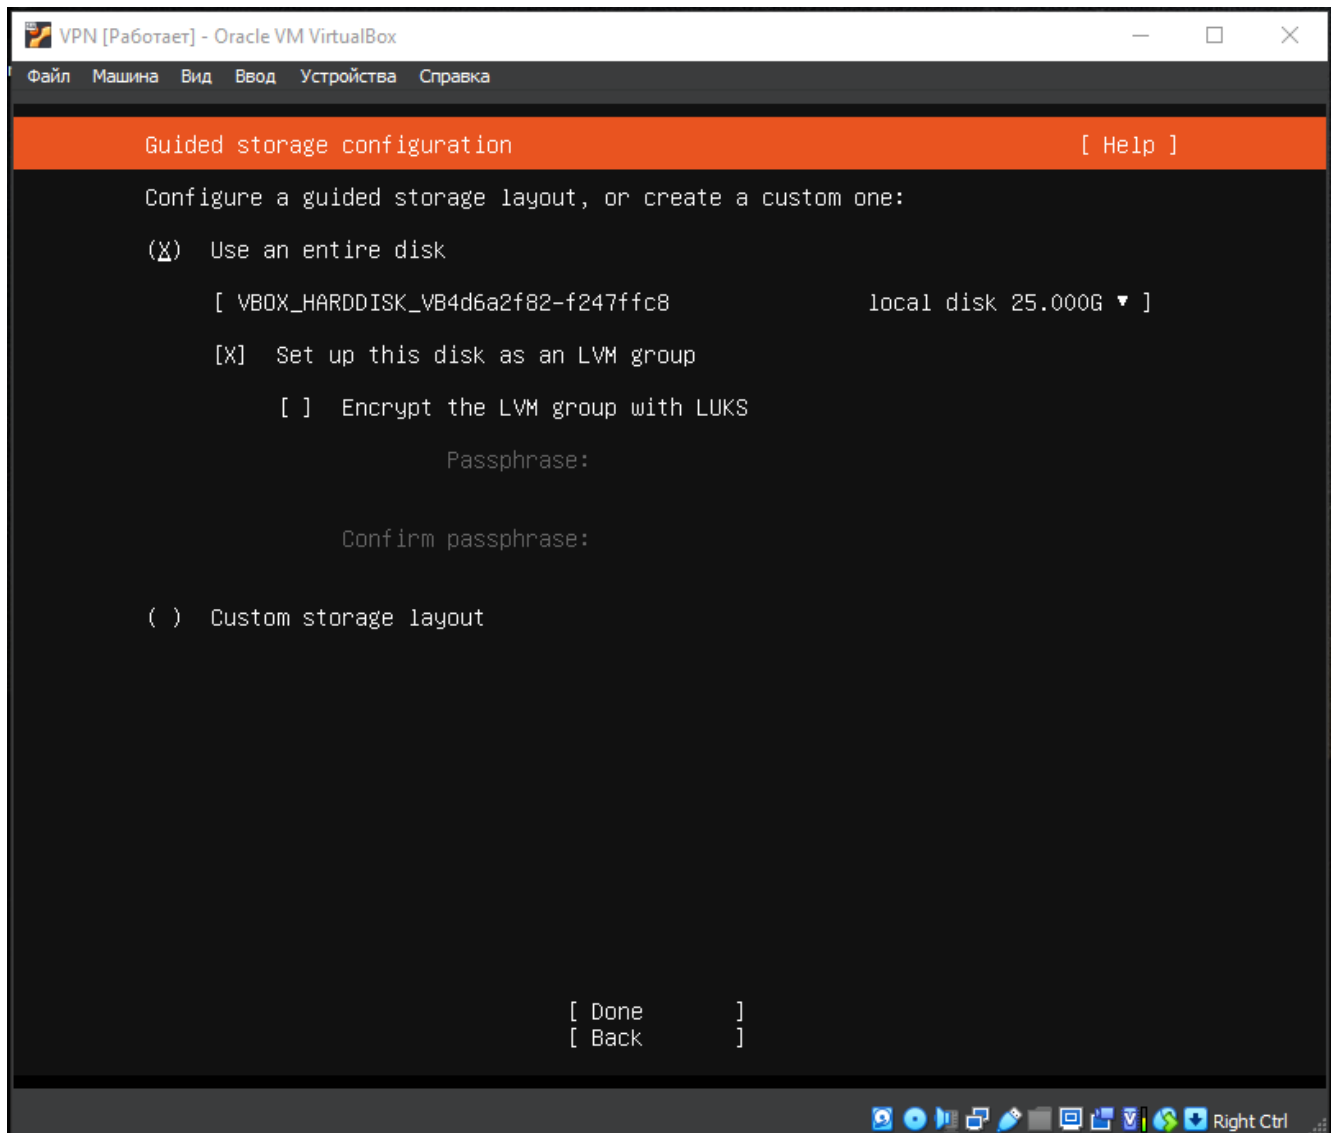 VPN [Работает] - Oracle VM VirtualBox
Файл Машина Вид Ввод Устройства Справка
Guided storage configuration [ Help ]
Configure a guided storage layout, or create a custom one:
(X) Use an entire disk
[ VBOX_HARDDISK_VB4d6a2f82-f247ffc8 local disk 25.000G ▾ ]
[X] Set up this disk as an LVM group
[ ] Encrypt the LVM group with LUKS
Passphrase:
Confirm passphrase:
( ) Custom storage layout
[ Done ]
[ Back ]
Right Ctrl